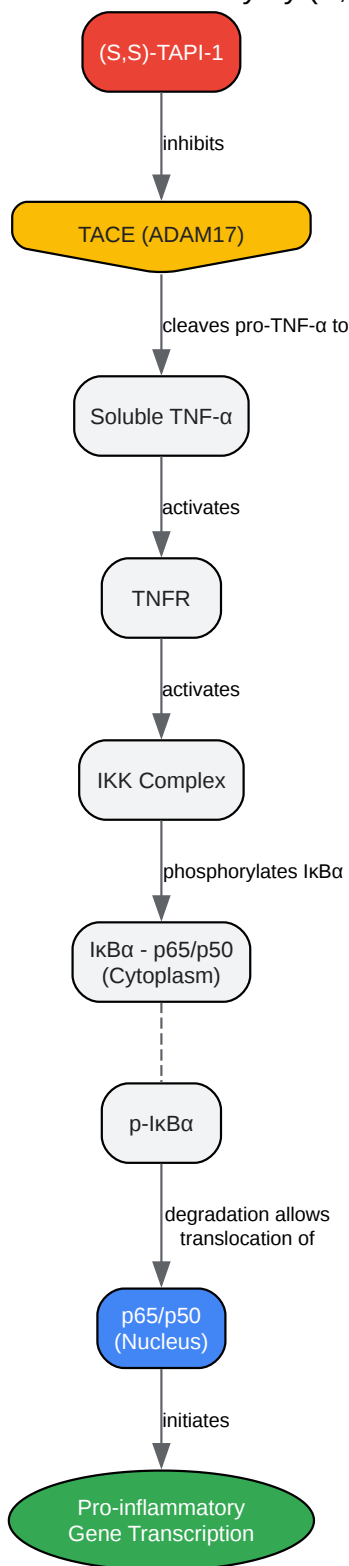 (S,S)-TAPI-1
inhibits
TACE (ADAM17)
cleaves pro-TNF-α to
Soluble TNF-α
activates
TNFR
activates
IKK Complex
phosphorylates IκBα
IκBα - p65/p50
(Cytoplasm)
p-IκBα
degradation allows
translocation of
p65/p50
(Nucleus)
initiates
Pro-inflammatory
Gene Transcription